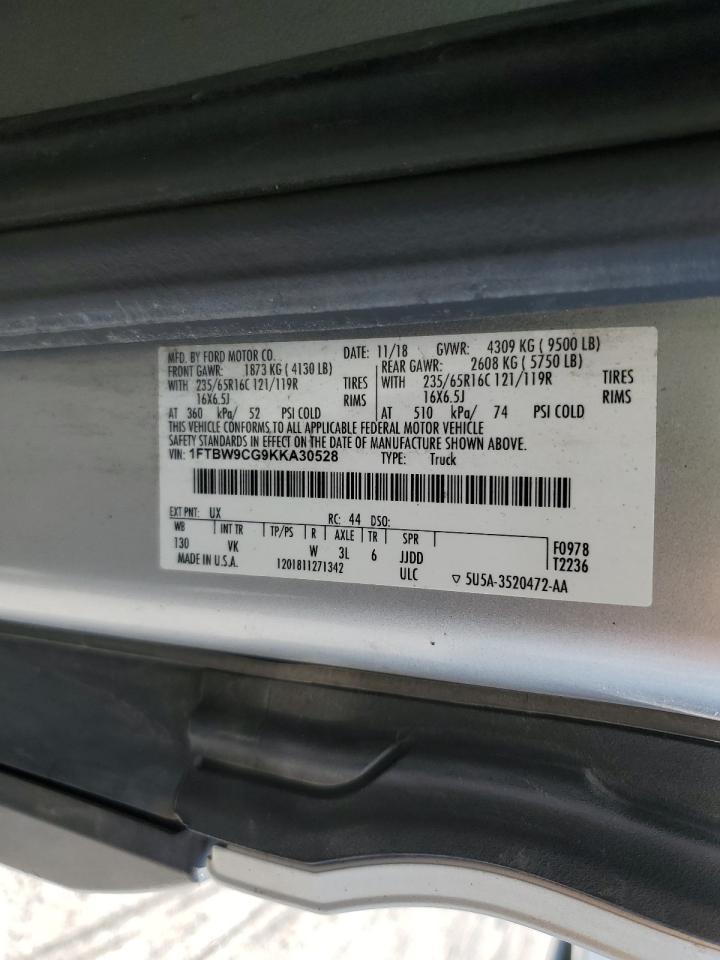 MFD. BY FORD MOTOR CO. DATE: 11/18 GVWR: 4309 KG ( 9500 LB)
FRONT GAWR: 1873 KG ( 4130 LB) REAR GAWR: 2608 KG ( 5750 LB)
WITH 235/65R16C 121/119R TIRES WITH 235/65R16C 121/119R TIRES
16X6.5J RIMS 16X6.5J RIMS
AT 360 kPa/ 52 PSI COLD AT 510 kPa/ 74 PSI COLD
THIS VEHICLE CONFORMS TO ALL APPLICABLE FEDERAL MOTOR VEHICLE
SAFETY STANDARDS IN EFFECT ON THE DATE OF MANUFACTURE SHOWN ABOVE.
VIN: 1FTBW9CG9KKA30528 TYPE: Truck
EXT PNT: UX RC: 44 DSO:
WB INT TR TP/PS R AXLE TR SPR F0978
130 VK W 3L 6 JJDD T2236
MADE IN U.S.A. 1201811271342 ULC ▽ 5U5A-3520472-AA